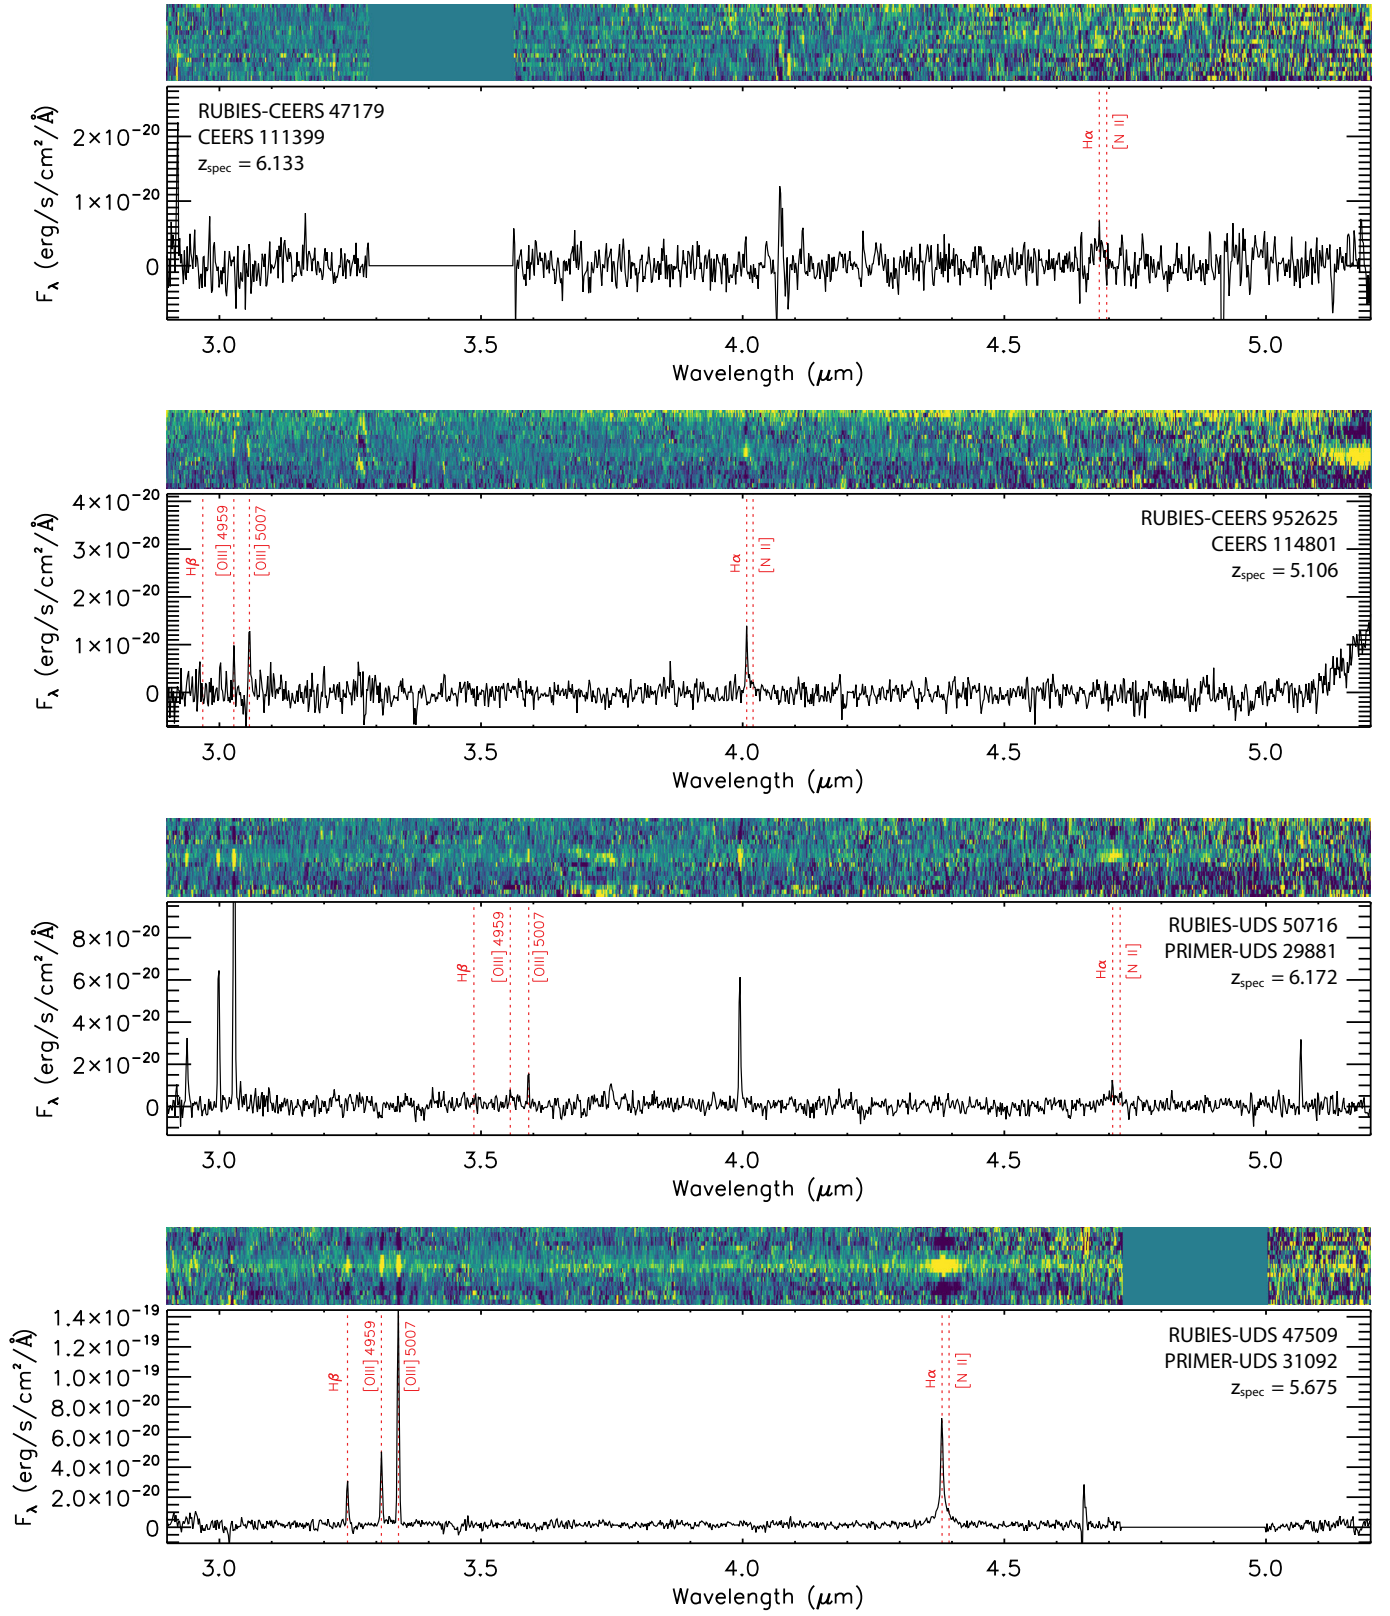 RUBIES-CEERS 47179
CEERS 111399
z_spec = 6.133
Hα
[N II]
2×10⁻²⁰
1×10⁻²⁰
0
F_λ (erg/s/cm²/Å)
3.0 3.5 4.0 4.5 5.0
Wavelength (μm)
Hβ
[OIII] 4959
[OIII] 5007
Hα
[N II]
RUBIES-CEERS 952625
CEERS 114801
z_spec = 5.106
4×10⁻²⁰
3×10⁻²⁰
2×10⁻²⁰
1×10⁻²⁰
0
F_λ (erg/s/cm²/Å)
3.0 3.5 4.0 4.5 5.0
Wavelength (μm)
Hβ
[OIII] 4959
[OIII] 5007
Hα
[N II]
RUBIES-UDS 50716
PRIMER-UDS 29881
z_spec = 6.172
8×10⁻²⁰
6×10⁻²⁰
4×10⁻²⁰
2×10⁻²⁰
0
F_λ (erg/s/cm²/Å)
3.0 3.5 4.0 4.5 5.0
Wavelength (μm)
Hβ
[OIII] 4959
[OIII] 5007
Hα
[N II]
RUBIES-UDS 47509
PRIMER-UDS 31092
z_spec = 5.675
1.4×10⁻¹⁹
1.2×10⁻¹⁹
1.0×10⁻¹⁹
8.0×10⁻²⁰
6.0×10⁻²⁰
4.0×10⁻²⁰
2.0×10⁻²⁰
0
F_λ (erg/s/cm²/Å)
3.0 3.5 4.0 4.5 5.0
Wavelength (μm)